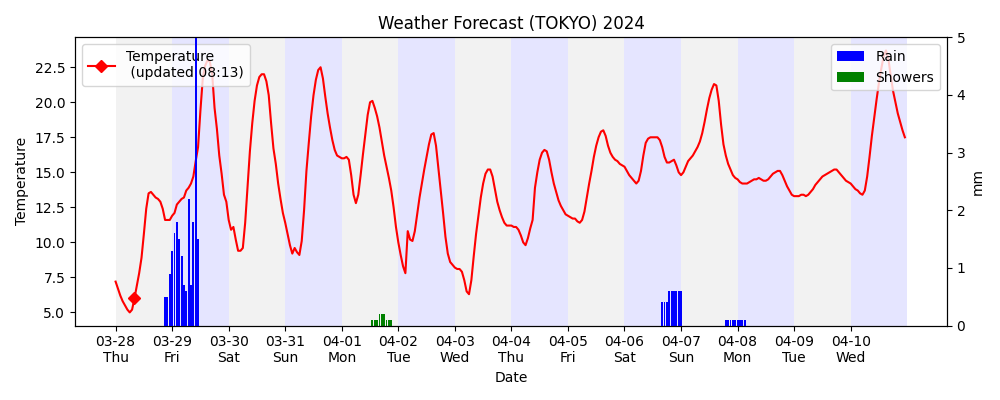 Weather Forecast (TOKYO) 2024
Temperature
(updated 08:13)
Rain
Showers
Temperature
22.5
20.0
17.5
15.0
12.5
10.0
7.5
5.0
5
4
3
2
1
0
mm
03-28 03-29 03-30 03-31 04-01 04-02 04-03 04-04 04-05 04-06 04-07 04-08 04-09 04-10
Thu Fri Sat Sun Mon Tue Wed Thu Fri Sat Sun Mon Tue Wed
Date